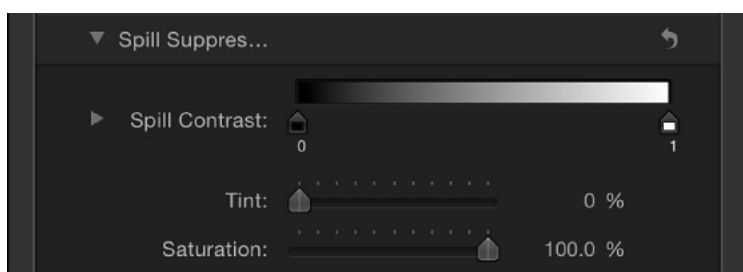 Spill Suppres...
Spill Contrast:
0 1
Tint: 0 %
Saturation: 100.0 %